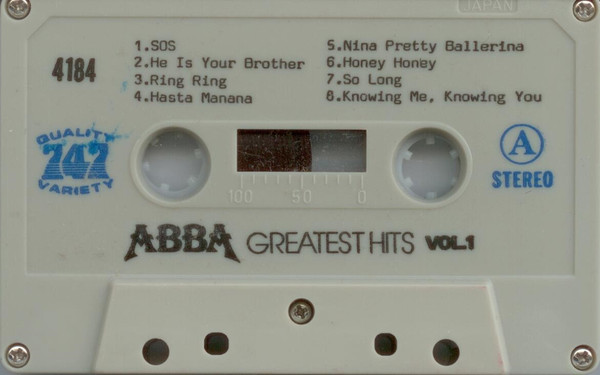 JAPAN
4184
1.SOS
2.He Is Your Brother
3.Ring Ring
4.Hasta Manana
5.Nina Pretty Ballerina
6.Honey Honey
7.So Long
8.Knowing Me, Knowing You
QUALITY
747
VARIETY
A
STEREO
100 50 0
ABBA GREATEST HITS VOL.1